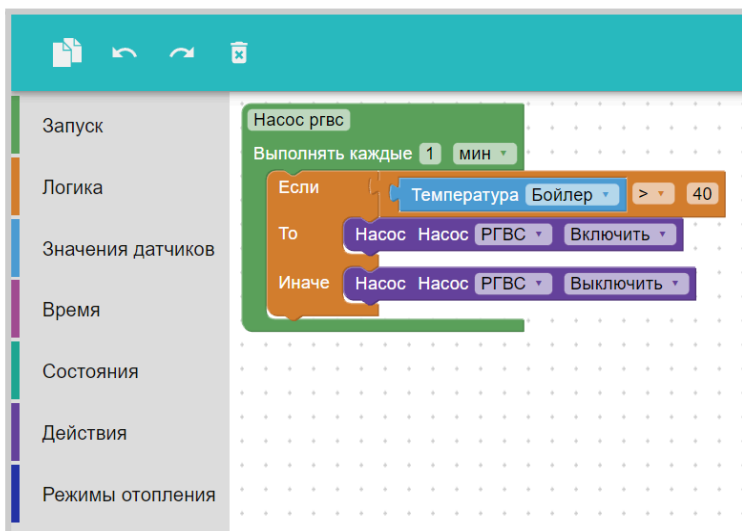 Запуск
Логика
Значения датчиков
Время
Состояния
Действия
Режимы отопления
Насос ргвс
Выполнять каждые 1 мин
Если Температура Бойлер > 40
То Насос Насос РГВС Включить
Иначе Насос Насос РГВС Выключить